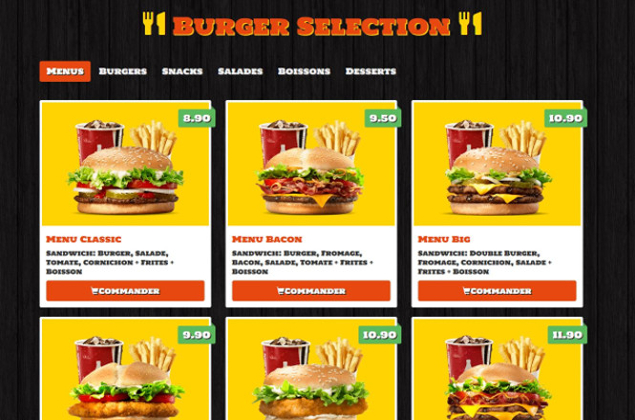 Burger Selection
Menus Burgers Snacks Salades Boissons Desserts
8.90 9.50 10.90
Menu Classic
Sandwich: Burger, Salade,
Tomate, Cornichon + Frites +
Boisson
Commander
Menu Bacon
Sandwich: Burger, Fromage,
Bacon, Salade, Tomate + Frites +
Boisson
Commander
Menu Big
Sandwich: Double Burger,
Fromage, Cornichon, Salade +
Frites + Boisson
Commander
9.90 10.90 11.90